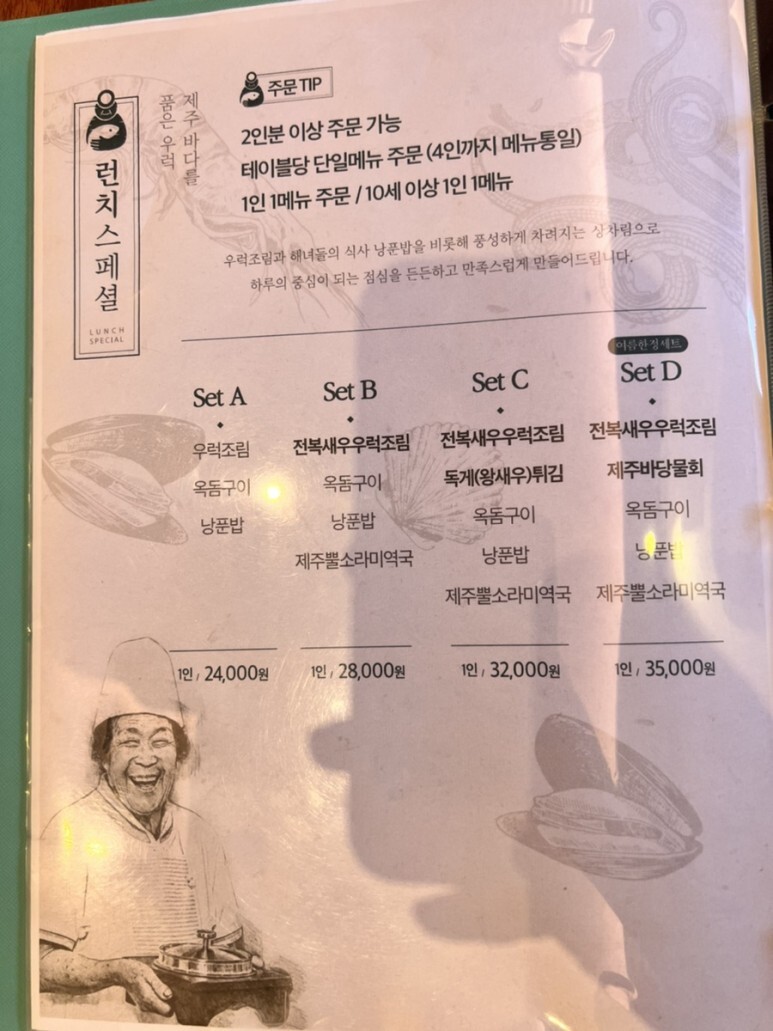 런치스페셜
LUNCH
SPECIAL
제주 바다를
품은 우럭
주문 TIP
2인분 이상 주문 가능
테이블당 단일메뉴 주문 (4인까지 메뉴통일)
1인 1메뉴 주문 / 10세 이상 1인 1메뉴
우럭조림과 해녀들의 식사 낭푼밥을 비롯해 풍성하게 차려지는 상차림으로
하루의 중심이 되는 점심을 든든하고 만족스럽게 만들어드립니다.
Set A
우럭조림
옥돔구이
낭푼밥
1인 / 24,000원
Set B
전복새우우럭조림
옥돔구이
낭푼밥
제주뿔소라미역국
1인 / 28,000원
Set C
전복새우우럭조림
독게(왕새우)튀김
옥돔구이
낭푼밥
제주뿔소라미역국
1인 / 32,000원
아름한정세트
Set D
전복새우우럭조림
제주바당물회
옥돔구이
낭푼밥
제주뿔소라미역국
1인 / 35,000원